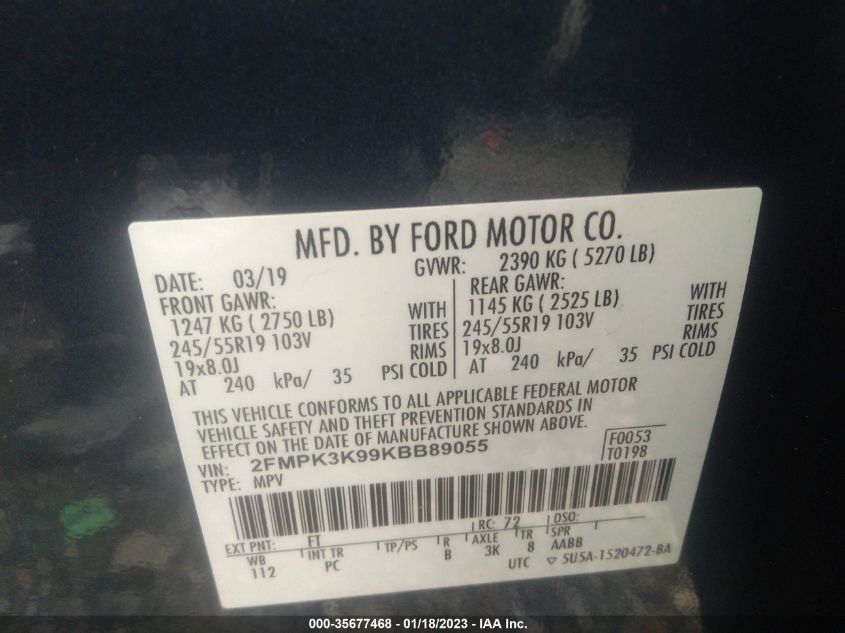 MFD. BY FORD MOTOR CO.
DATE: 03/19
GVWR: 2390 KG ( 5270 LB)
FRONT GAWR:
1247 KG ( 2750 LB) WITH
245/55R19 103V TIRES
19x8.0J RIMS
AT 240 kPa/ 35 PSI COLD
REAR GAWR:
1145 KG ( 2525 LB) WITH
245/55R19 103V TIRES
19x8.0J RIMS
AT 240 kPa/ 35 PSI COLD
THIS VEHICLE CONFORMS TO ALL APPLICABLE FEDERAL MOTOR
VEHICLE SAFETY AND THEFT PREVENTION STANDARDS IN
EFFECT ON THE DATE OF MANUFACTURE SHOWN ABOVE.
VIN: 2FMPK3K99KBB89055
TYPE: MPV
F0053
T0198
EXT PNT: FT RC: 72 DSO:
WB INT TR TP/PS R AXLE TR SPR
112 PC B 3K 8 AABB
UTC ▽ 5U5A-1520472-BA
000-35677468 - 01/18/2023 - IAA Inc.